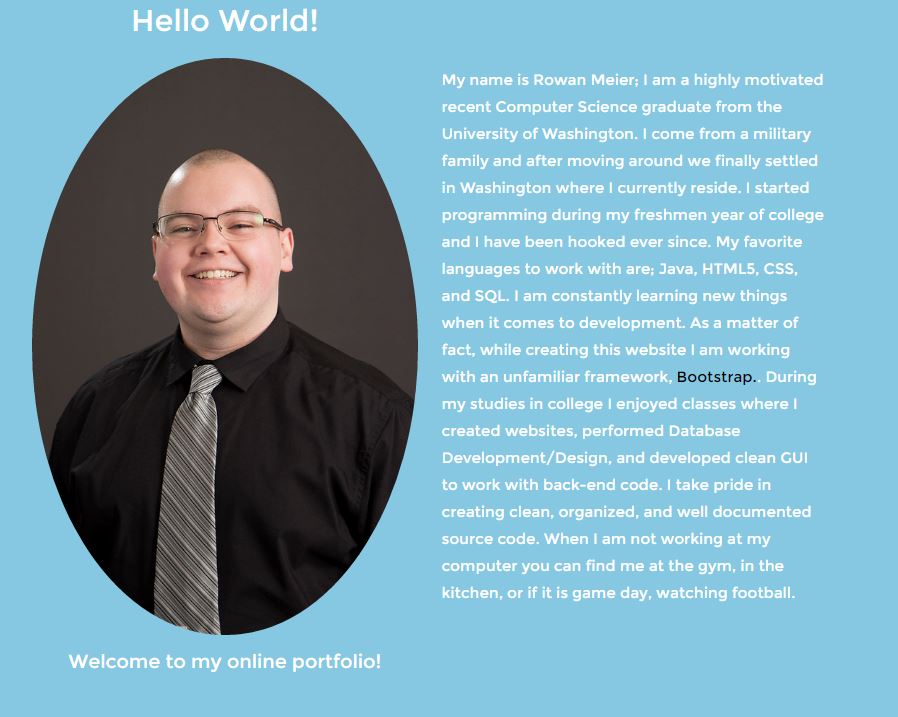 Hello World!
My name is Rowan Meier; I am a highly motivated
recent Computer Science graduate from the
University of Washington. I come from a military
family and after moving around we finally settled
in Washington where I currently reside. I started
programming during my freshmen year of college
and I have been hooked ever since. My favorite
languages to work with are; Java, HTML5, CSS,
and SQL. I am constantly learning new things
when it comes to development. As a matter of
fact, while creating this website I am working
with an unfamiliar framework, Bootstrap.. During
my studies in college I enjoyed classes where I
created websites, performed Database
Development/Design, and developed clean GUI
to work with back-end code. I take pride in
creating clean, organized, and well documented
source code. When I am not working at my
computer you can find me at the gym, in the
kitchen, or if it is game day, watching football.
Welcome to my online portfolio!